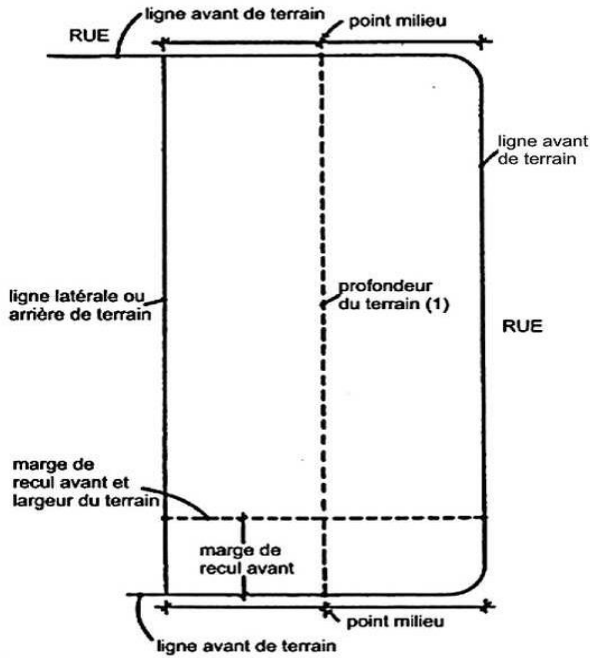 ligne avant de terrain
RUE
point milieu
ligne avant
de terrain
ligne latérale ou
arrière de terrain
profondeur
du terrain (1)
RUE
marge de
recul avant et
largeur du terrain
marge de
recul avant
point milieu
ligne avant de terrain